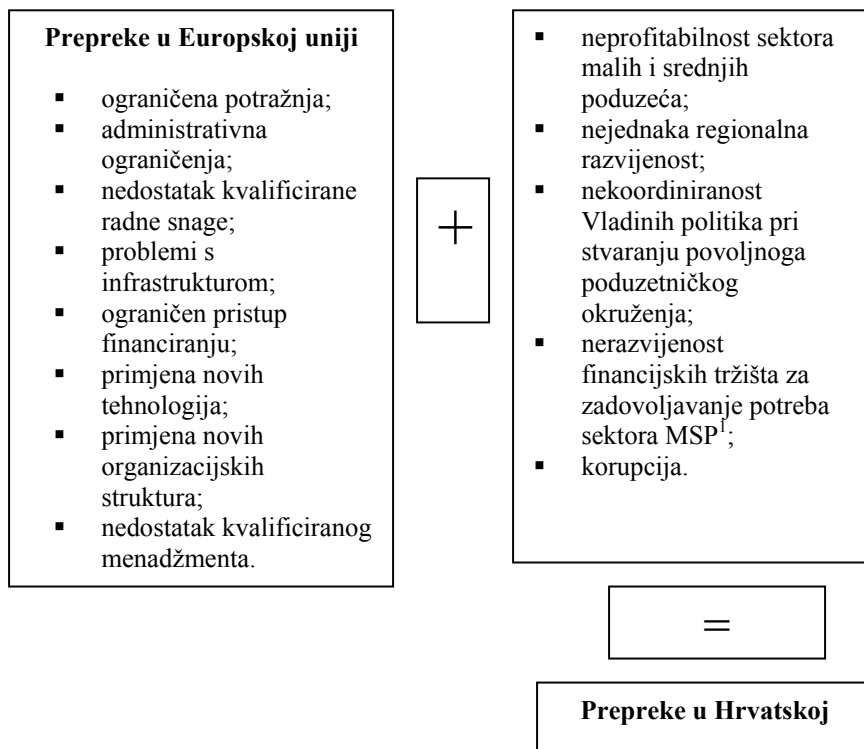 Prepreke u Europskoj uniji
▪ ograničena potražnja;
▪ administrativna
ograničenja;
▪ nedostatak kvalificirane
radne snage;
▪ problemi s
infrastrukturom;
▪ ograničen pristup
financiranju;
▪ primjena novih
tehnologija;
▪ primjena novih
organizacijskih
struktura;
▪ nedostatak kvalificiranog
menadžmenta.
+
▪ neprofitabilnost sektora
malih i srednjih
poduzeća;
▪ nejednaka regionalna
razvijenost;
▪ nekoordiniranost
Vladinih politika pri
stvaranju povoljnoga
poduzetničkog
okruženja;
▪ nerazvijenost
financijskih tržišta za
zadovoljavanje potreba
sektora MSP¹;
▪ korupcija.
=
Prepreke u Hrvatskoj